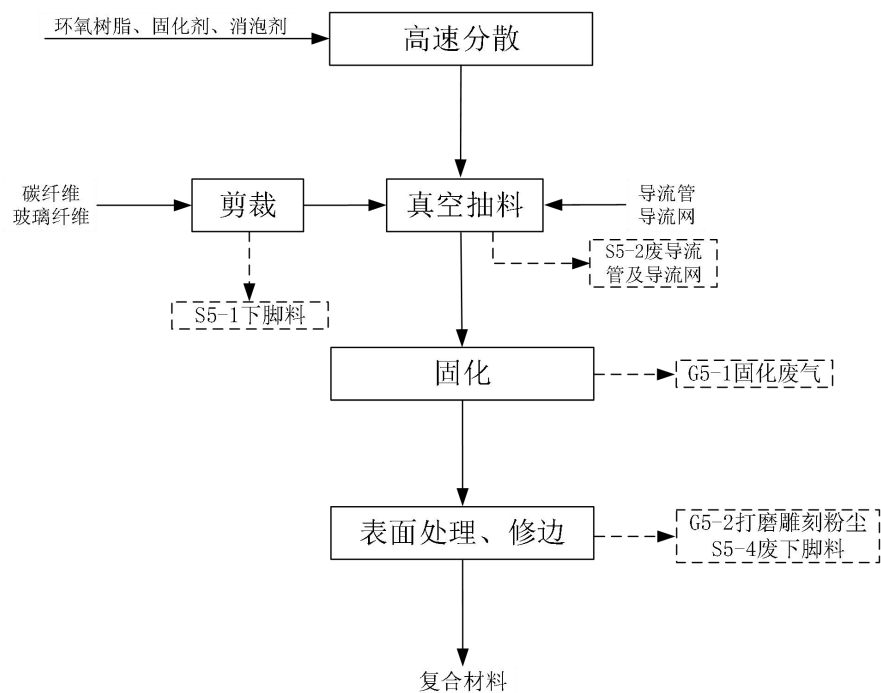 环氧树脂、固化剂、消泡剂
高速分散
碳纤维
玻璃纤维
剪裁
真空抽料
导流管
导流网
S5-2废导流
管及导流网
S5-1下脚料
固化
G5-1固化废气
表面处理、修边
G5-2打磨雕刻粉尘
S5-4废下脚料
复合材料